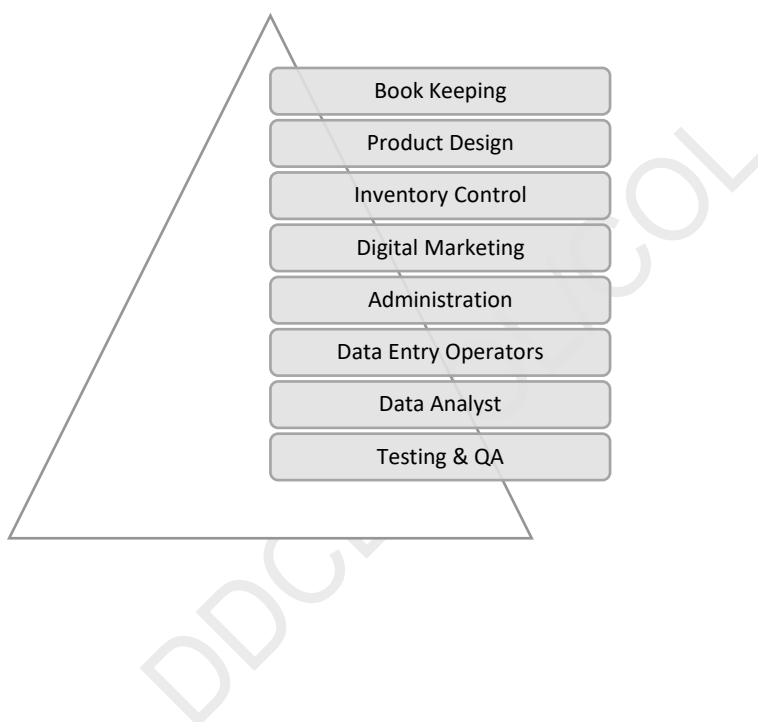 Book Keeping
Product Design
Inventory Control
Digital Marketing
Administration
Data Entry Operators
Data Analyst
Testing & QA